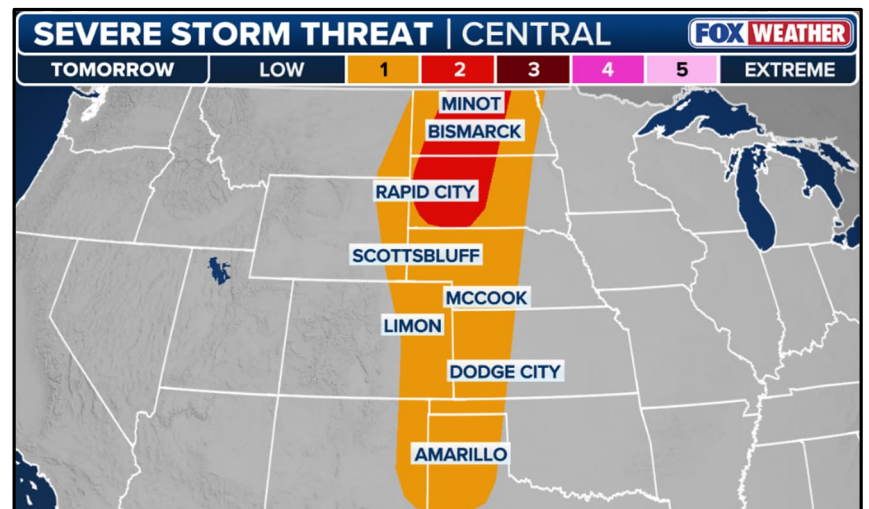 SEVERE STORM THREAT | CENTRAL
FOX WEATHER
TOMORROW LOW 1 2 3 4 5 EXTREME
MINOT
BISMARCK
RAPID CITY
SCOTTSBLUFF
MCCOOK
LIMON
DODGE CITY
AMARILLO